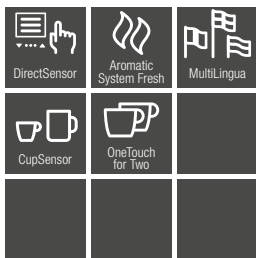 DirectSensor
Aromatic
System Fresh
MultiLingua
CupSensor
OneTouch
for Two